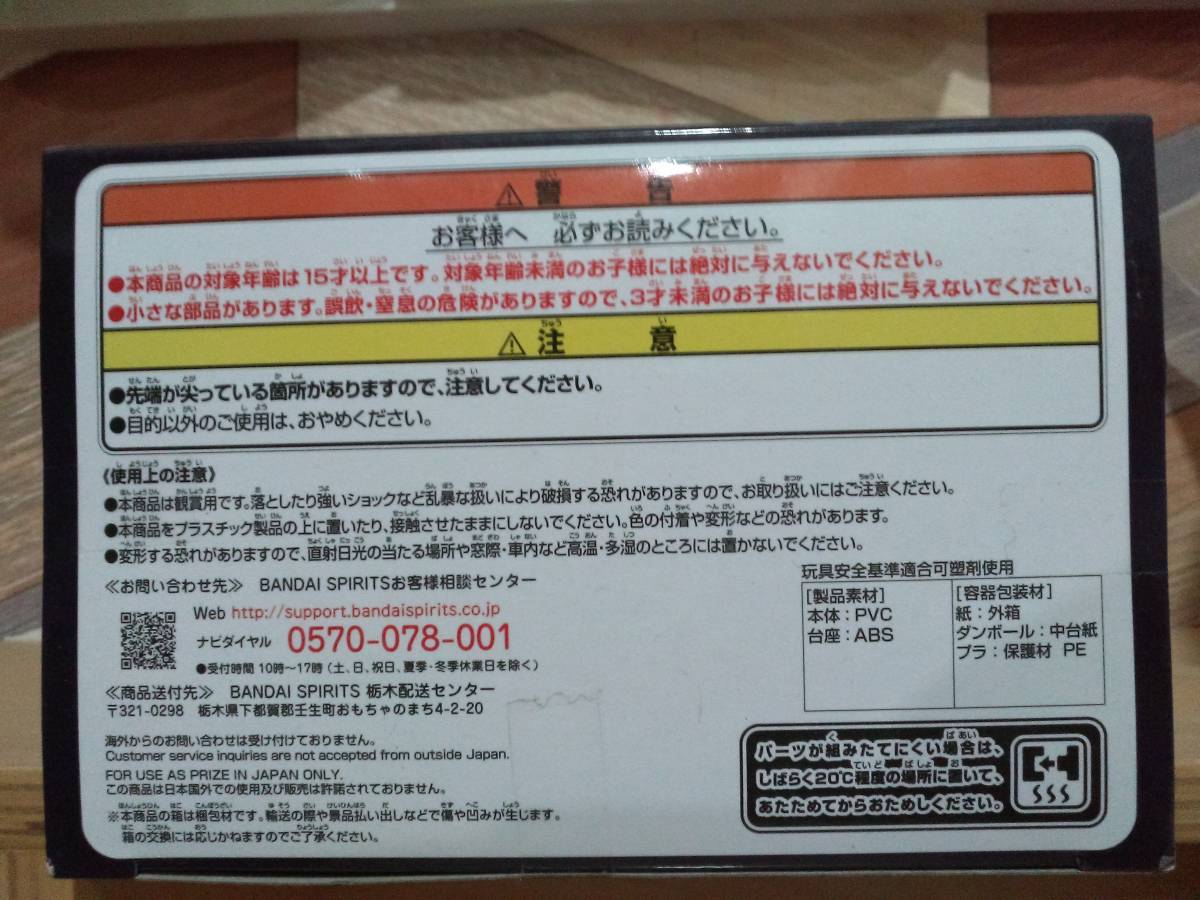 ⚠警 告
お客様へ 必ずお読みください。
●本商品の対象年齢は15才以上です。対象年齢未満のお子様には絶対に与えないでください。
●小さな部品があります。誤飲・窒息の危険がありますので、3才未満のお子様には絶対に与えないでください。
⚠注 意
●先端が尖っている箇所がありますので、注意してください。
●目的以外のご使用は、おやめください。
《使用上の注意》
●本商品は観賞用です。落としたり強いショックなど乱暴な扱いにより破損する恐れがありますので、お取り扱いにはご注意ください。
●本商品をプラスチック製品の上に置いたり、接触させたままにしないでください。色の付着や変形などの恐れがあります。
●変形する恐れがありますので、直射日光の当たる場所や窓際・車内など高温・多湿のところには置かないでください。
≪お問い合わせ先≫ BANDAI SPIRITSお客様相談センター
Web http://support.bandaispirits.co.jp
ナビダイヤル 0570-078-001
●受付時間 10時～17時（土、日、祝日、夏季・冬季休業日を除く）
≪商品送付先≫ BANDAI SPIRITS 栃木配送センター
〒321-0298 栃木県下都賀郡壬生町おもちゃのまち4-2-20
海外からのお問い合わせは受け付けておりません。
Customer service inquiries are not accepted from outside Japan.
FOR USE AS PRIZE IN JAPAN ONLY.
この商品は日本国外での使用及び販売は許諾されておりません。
※本商品の箱は梱包材です。輸送の際や景品払い出しなどで傷や凹みが生じます。
箱の交換には応じかねますのでご了承ください。
玩具安全基準適合可塑剤使用
[製品素材]
本体：PVC
台座：ABS
[容器包装材]
紙：外箱
ダンボール：中台紙
プラ：保護材 PE
パーツが組みたてにくい場合は、
しばらく20℃程度の場所に置いて、
あたためてからおためしください。